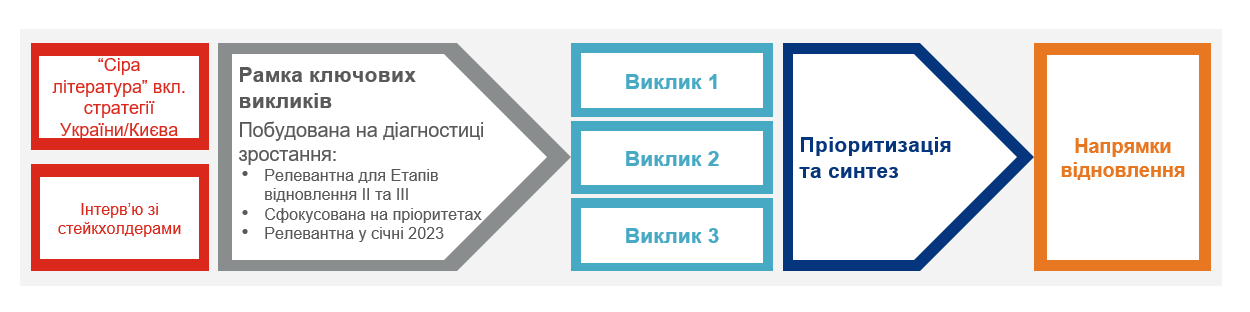 “Сіра
література” вкл.
стратегії
України/Києва
Інтерв’ю зі
стейкхолдерами
Рамка ключових
викликів
Побудована на діагностиці
зростання:
• Релевантна для Етапів
відновлення II та III
• Сфокусована на пріоритетах
• Релевантна у січні 2023
Виклик 1
Виклик 2
Виклик 3
Пріоритизація
та синтез
Напрямки
відновлення